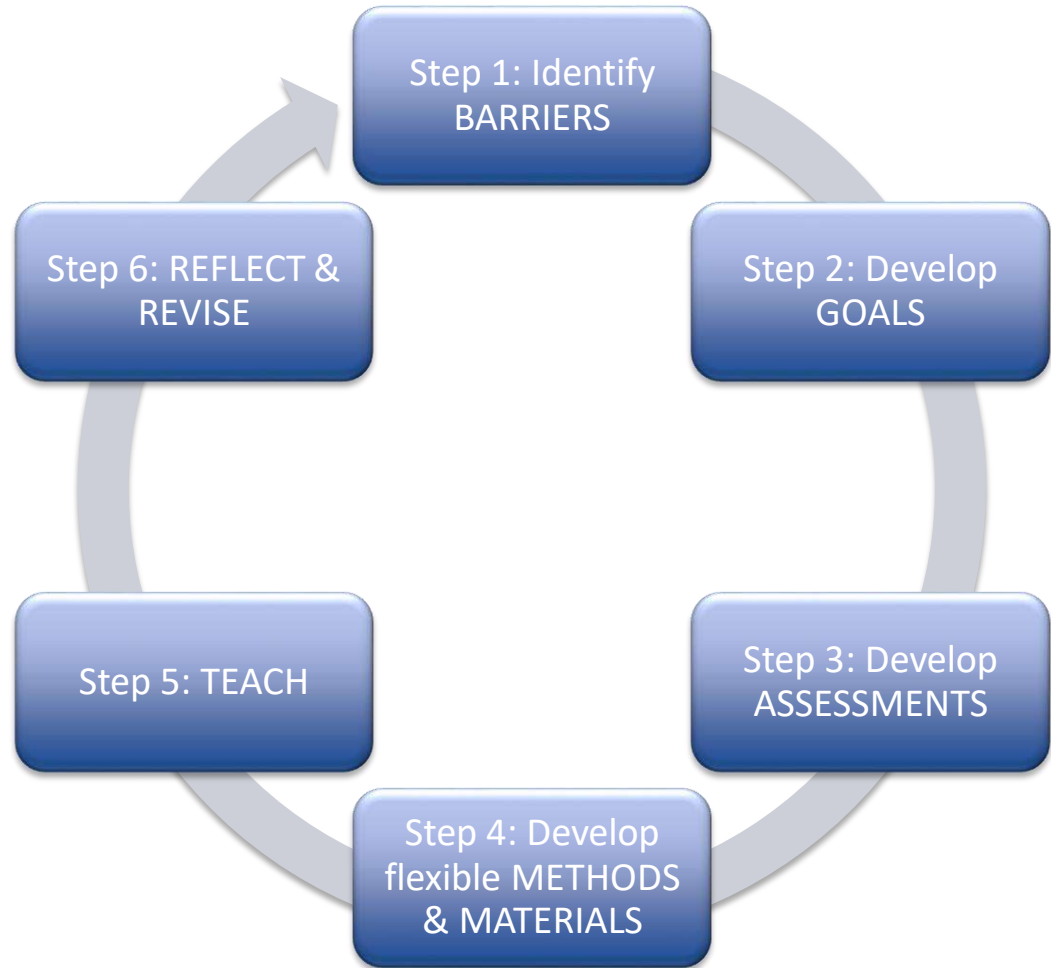 Step 1: Identify
BARRIERS
Step 2: Develop
GOALS
Step 3: Develop
ASSESSMENTS
Step 4: Develop
flexible METHODS
& MATERIALS
Step 5: TEACH
Step 6: REFLECT &
REVISE